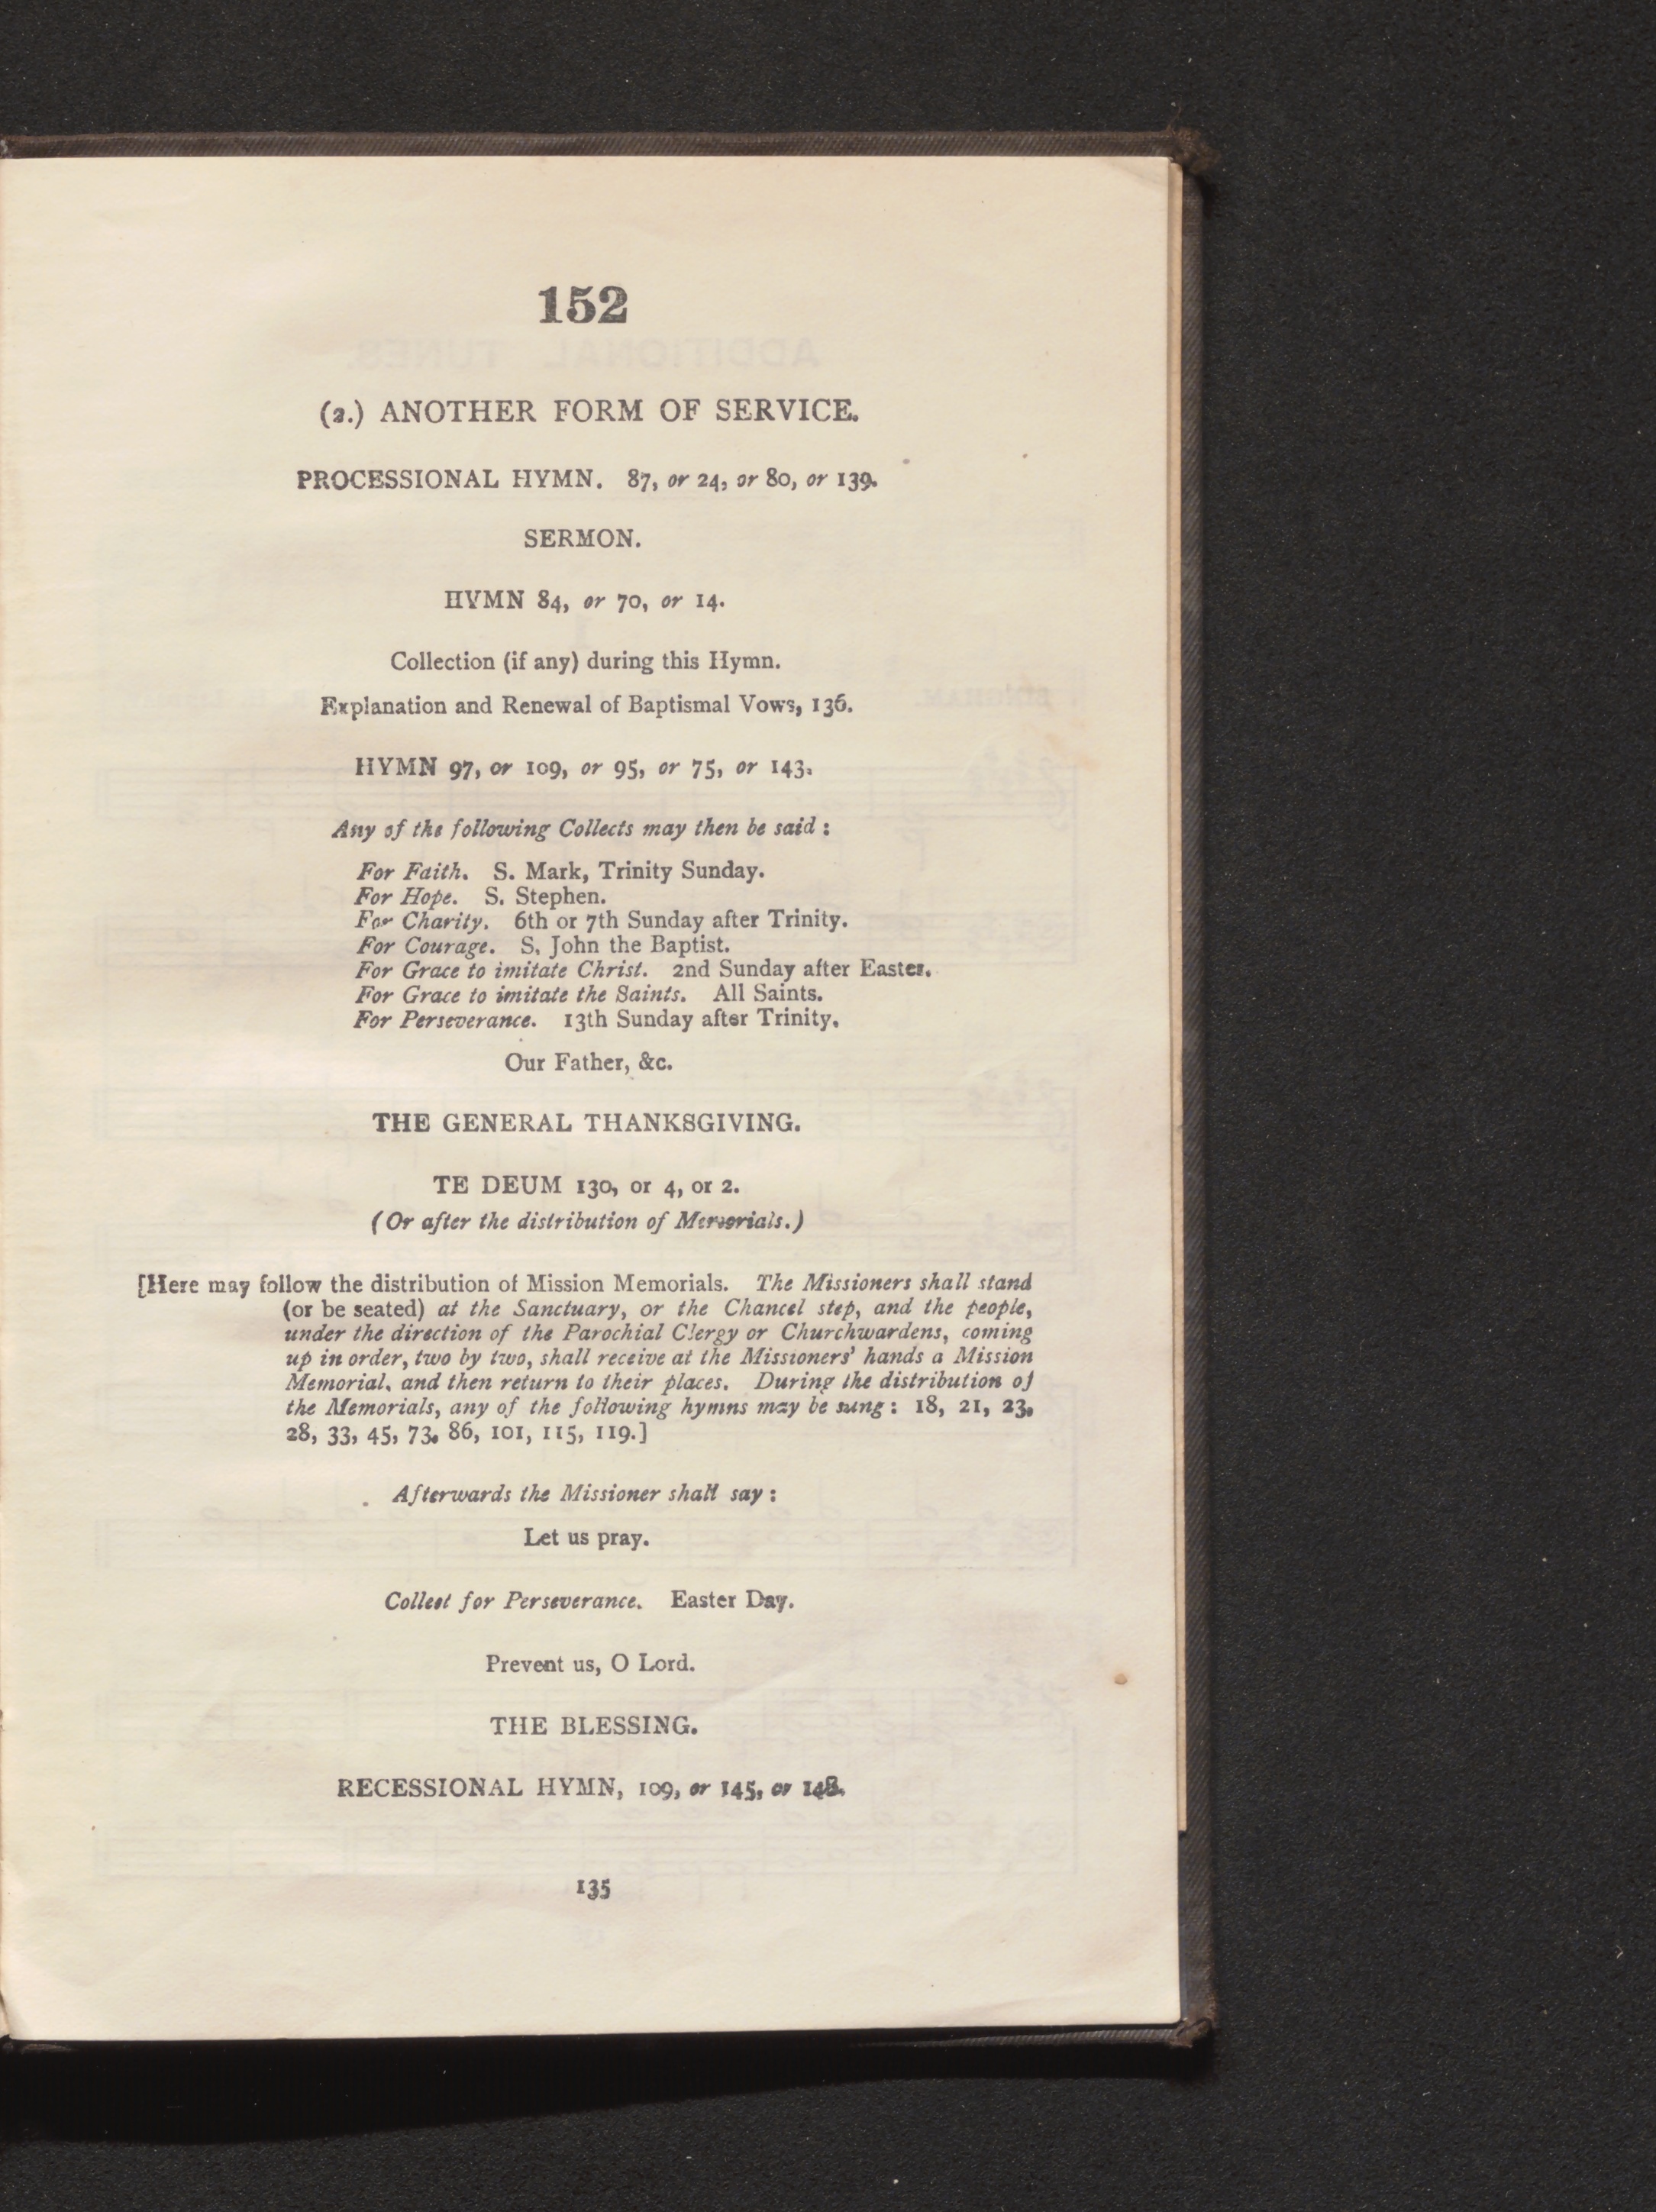 152
(2.) ANOTHER FORM OF SERVICE.
PROCESSIONAL HYMN. 87, or 24, or 80, or 139.
SERMON.
HYMN 84, or 70, or 14.
Collection (if any) during this Hymn.
Explanation and Renewal of Baptismal Vows, 136.
HYMN 97, or 109, or 95, or 75, or 143.
Any of the following Collects may then be said:
For Faith. S. Mark, Trinity Sunday.
For Hope. S. Stephen.
For Charity. 6th or 7th Sunday after Trinity.
For Courage. S. John the Baptist.
For Grace to imitate Christ. 2nd Sunday after Easter.
For Grace to imitate the Saints. All Saints.
For Perseverance. 13th Sunday after Trinity.
Our Father, &c.
THE GENERAL THANKSGIVING.
TE DEUM 130, or 4, or 2.
(Or after the distribution of Memorials.)
[Here may follow the distribution of Mission Memorials. The Missioners shall stand
(or be seated) at the Sanctuary, or the Chancel step, and the people,
under the direction of the Parochial Clergy or Churchwardens, coming
up in order, two by two, shall receive at the Missioners' hands a Mission
Memorial, and then return to their places. During the distribution of
the Memorials, any of the following hymns may be sung: 18, 21, 23,
28, 33, 45, 73, 86, 101, 115, 119.]
Afterwards the Missioner shall say:
Let us pray.
Collect for Perseverance. Easter Day.
Prevent us, O Lord.
THE BLESSING.
RECESSIONAL HYMN, 109, or 145, or 148.
135